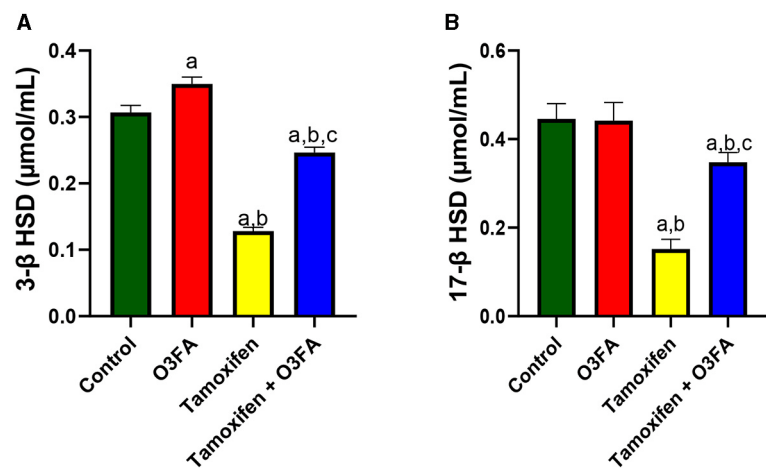 A
3-β HSD (µmol/mL)
0.4
0.3
0.2
0.1
0.0
a
a,b
a,b,c
Control
O3FA
Tamoxifen
Tamoxifen + O3FA
B
17-β HSD (µmol/mL)
0.6
0.4
0.2
0.0
a,b
a,b,c
Control
O3FA
Tamoxifen
Tamoxifen + O3FA